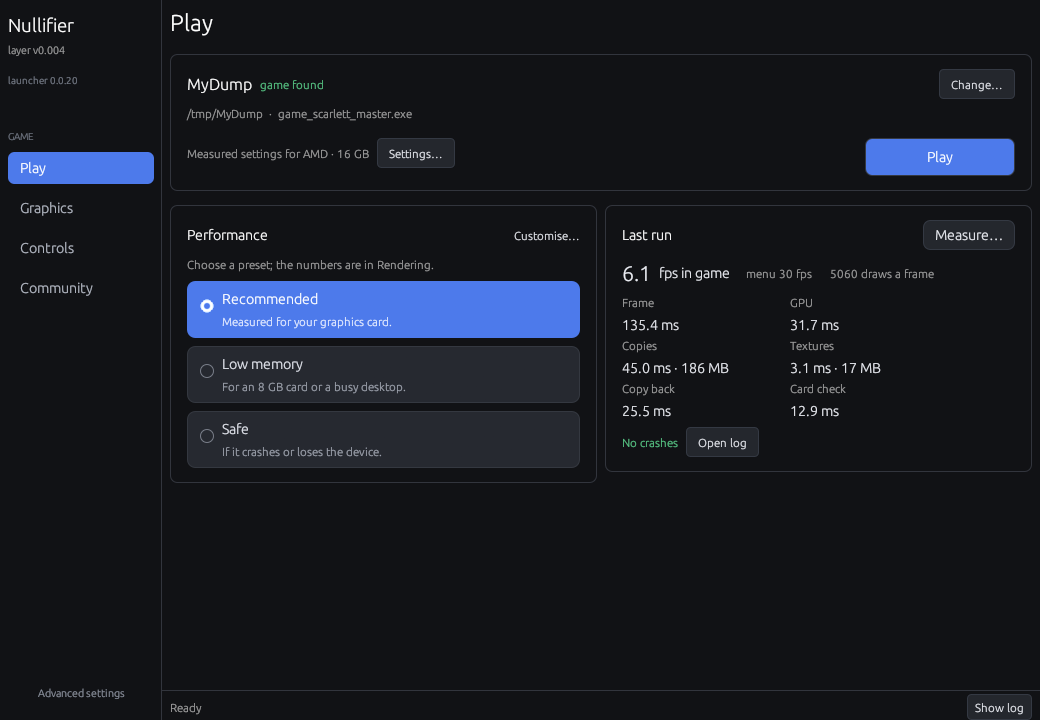 Nullifier
layer v0.004
launcher 0.0.20
GAME
Play
Graphics
Controls
Community
Advanced settings
Play
MyDump game found
Change...
/tmp/MyDump · game_scarlett_master.exe
Measured settings for AMD · 16 GB
Settings...
Play
Performance
Customise...
Choose a preset; the numbers are in Rendering.
Recommended
Measured for your graphics card.
Low memory
For an 8 GB card or a busy desktop.
Safe
If it crashes or loses the device.
Last run
Measure...
6.1 fps in game menu 30 fps 5060 draws a frame
Frame GPU
135.4 ms 31.7 ms
Copies Textures
45.0 ms · 186 MB 3.1 ms · 17 MB
Copy back Card check
25.5 ms 12.9 ms
No crashes Open log
Ready
Show log